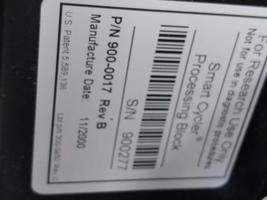 For Research Use Only
Not for use in diagnostic procedures
Smart Cycler®
Processing Block
S/N 900277
P/N 900-0017 Rev B
Manufacture Date: 11/2000
U.S. Patent 5,589,136